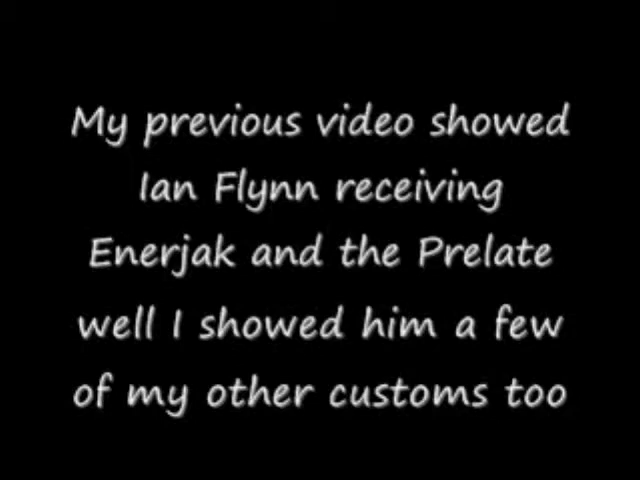 My previous video showed
Ian Flynn receiving
Enerjak and the Prelate
well I showed him a few
of my other customs too